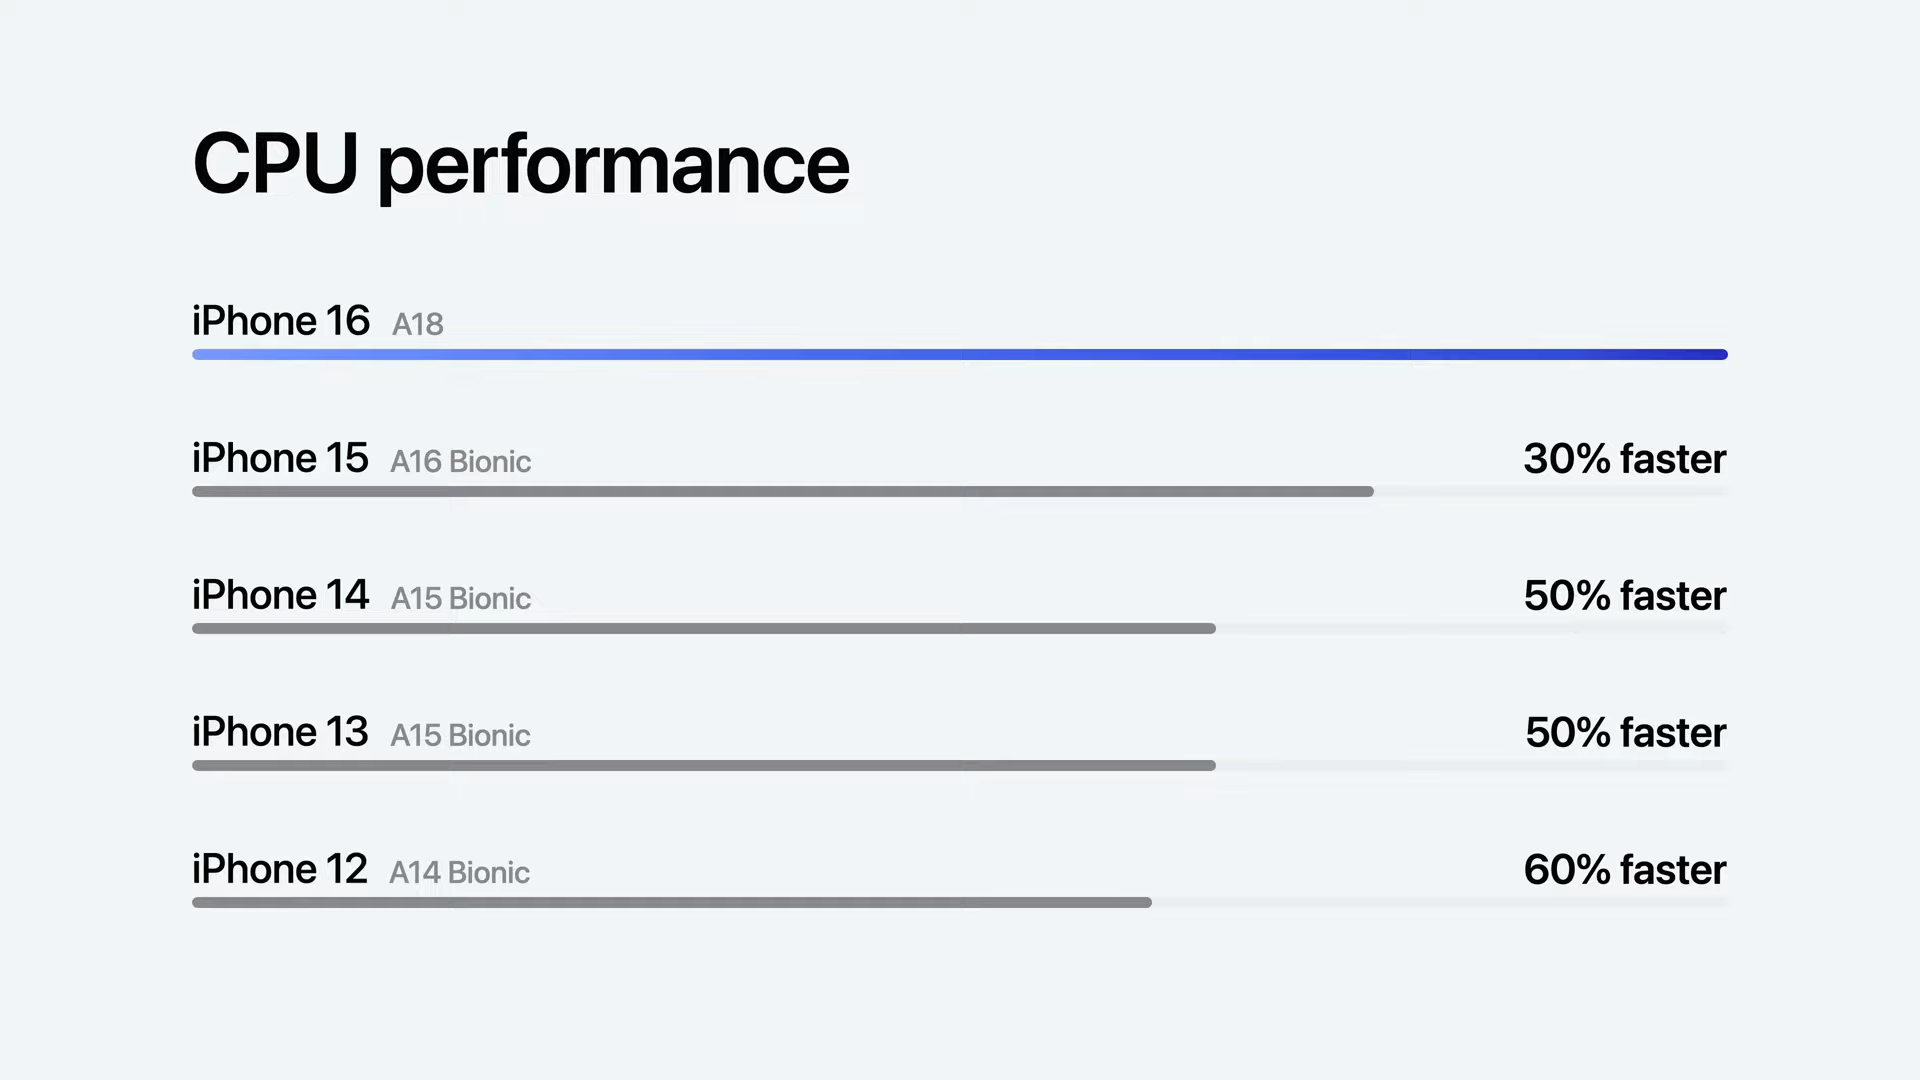 CPU performance
iPhone 16 A18
iPhone 15 A16 Bionic 30% faster
iPhone 14 A15 Bionic 50% faster
iPhone 13 A15 Bionic 50% faster
iPhone 12 A14 Bionic 60% faster